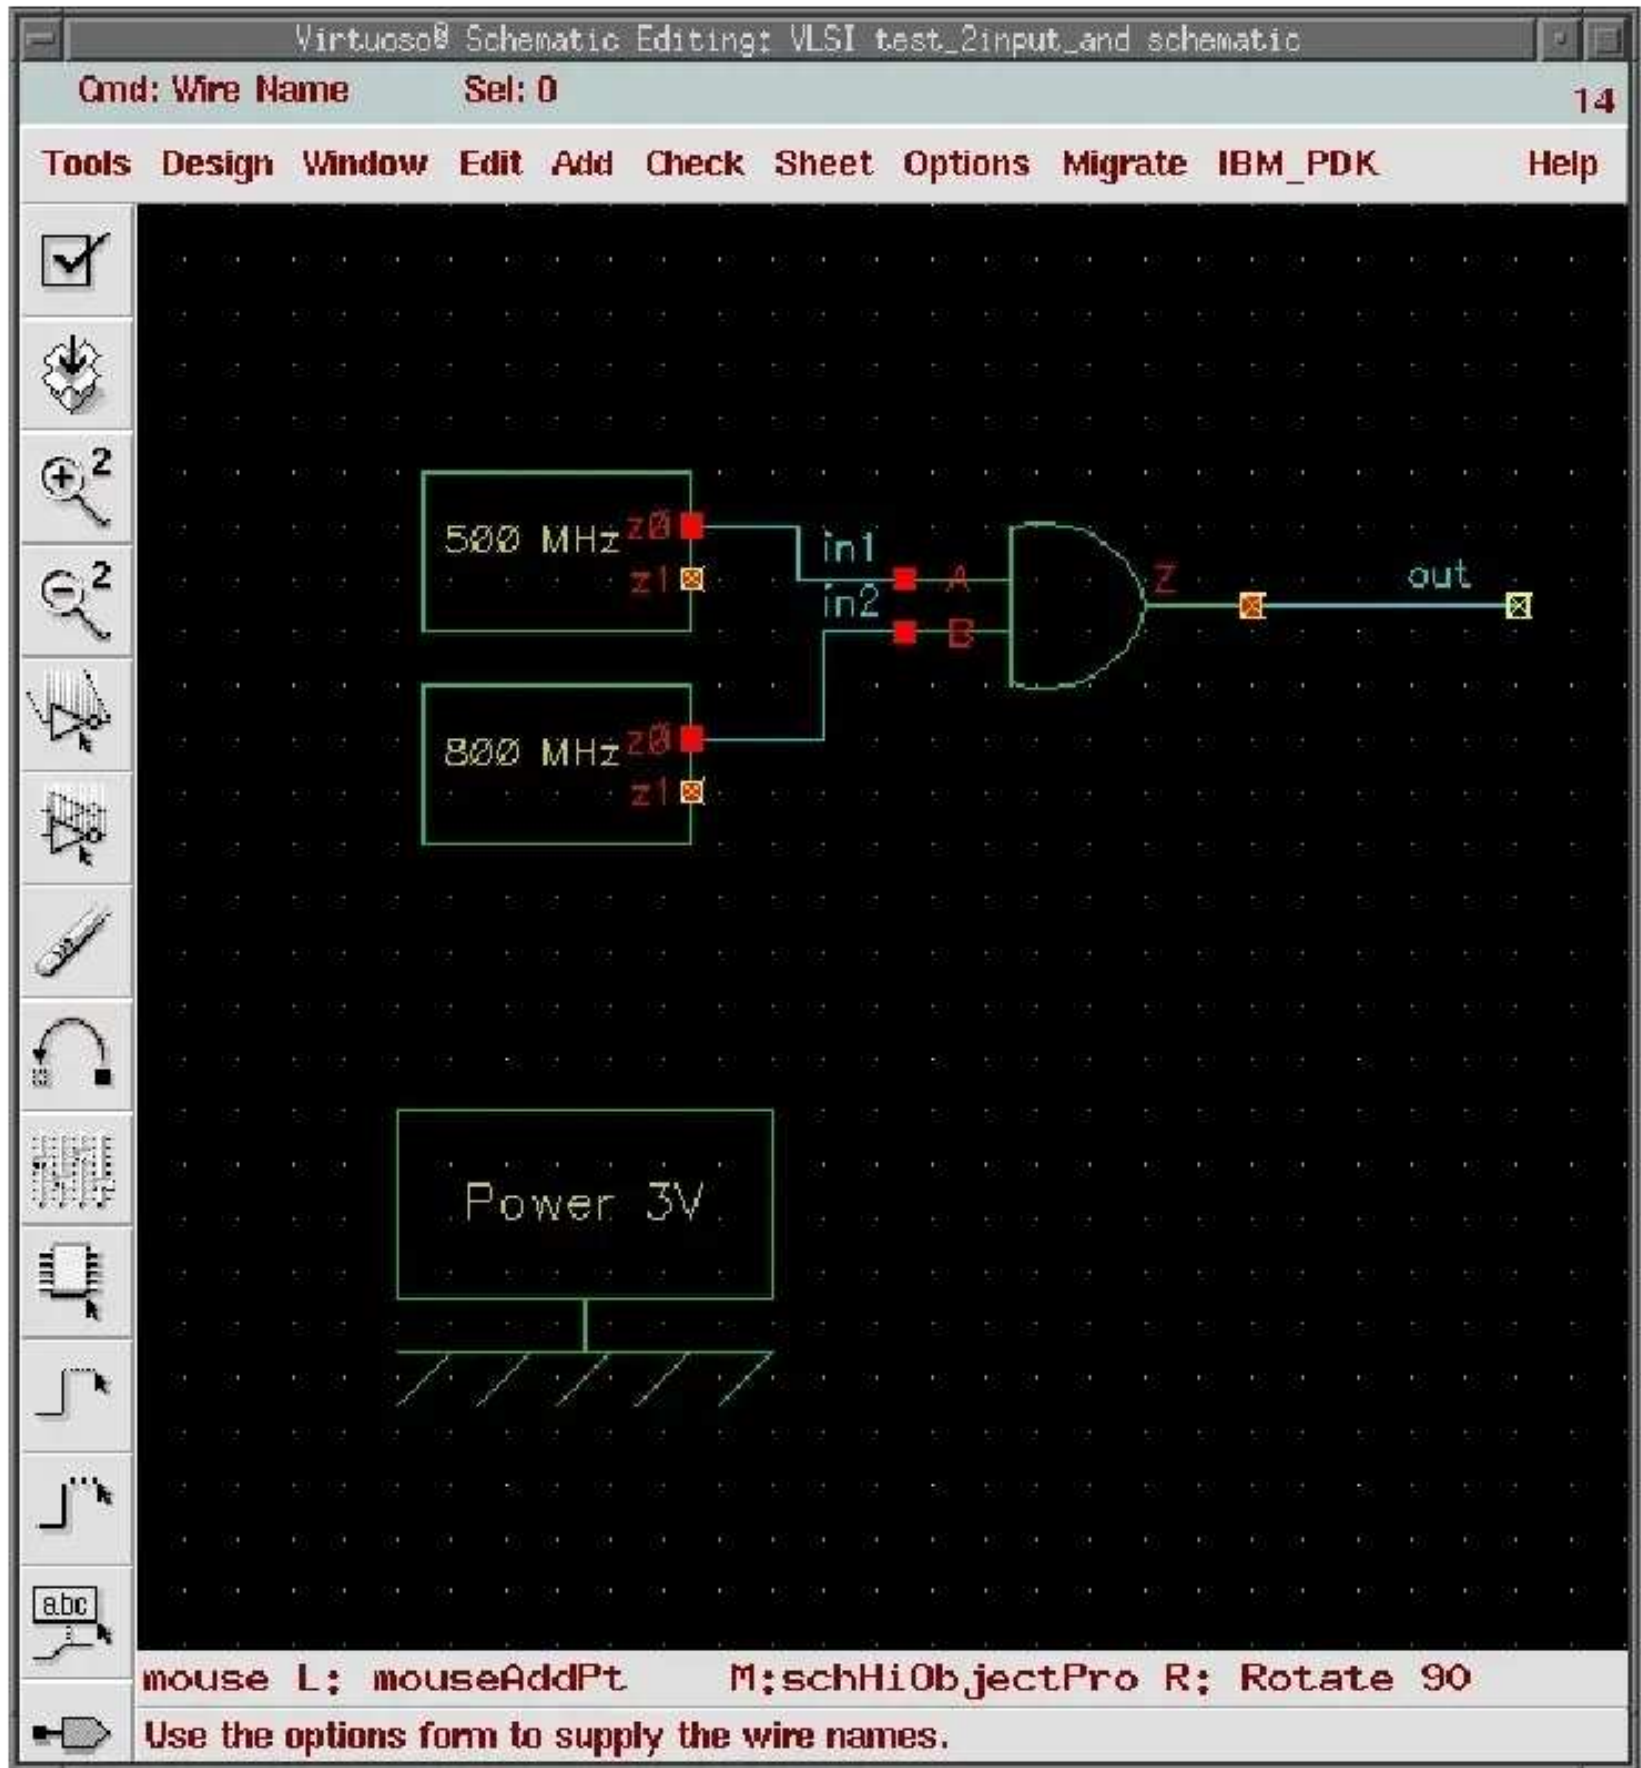 Virtuoso® Schematic Editing: VLSI test_2input_and schematic
Cmd: Wire Name Sel: 0 14
Tools Design Window Edit Add Check Sheet Options Migrate IBM_PDK Help
2
2
500 MHz z0
z1
in1
in2
A
B
Z
out
800 MHz z0
z1
Power 3V
abc
mouse L: mouseAddPt M:schHiObjectPro R: Rotate 90
Use the options form to supply the wire names.